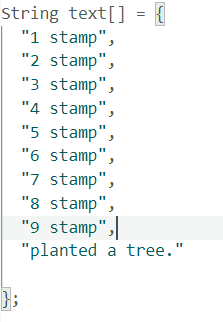 String text[] = {
"1 stamp",
"2 stamp",
"3 stamp",
"4 stamp",
"5 stamp",
"6 stamp",
"7 stamp",
"8 stamp",
"9 stamp",
"planted a tree."
};